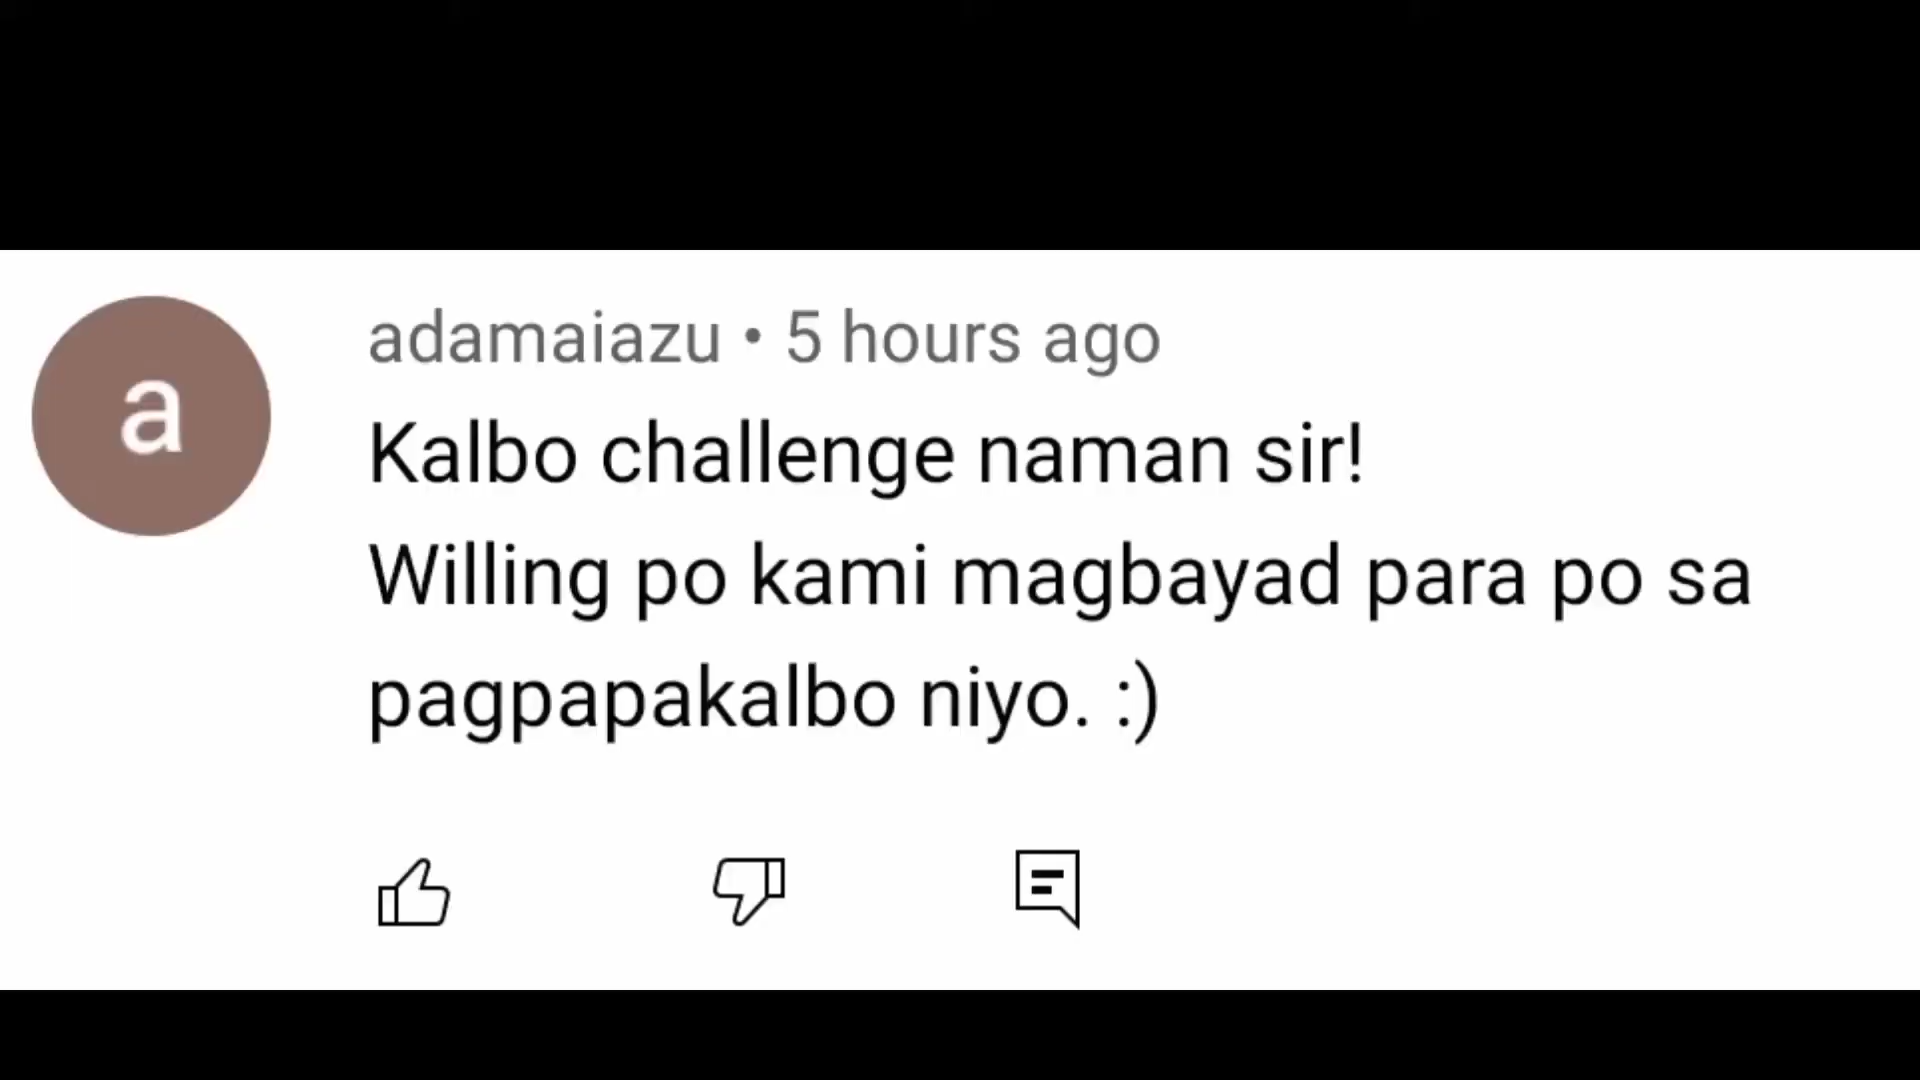 a
adamaiazu • 5 hours ago
Kalbo challenge naman sir!
Willing po kami magbayad para po sa
pagpapakalbo niyo. :)